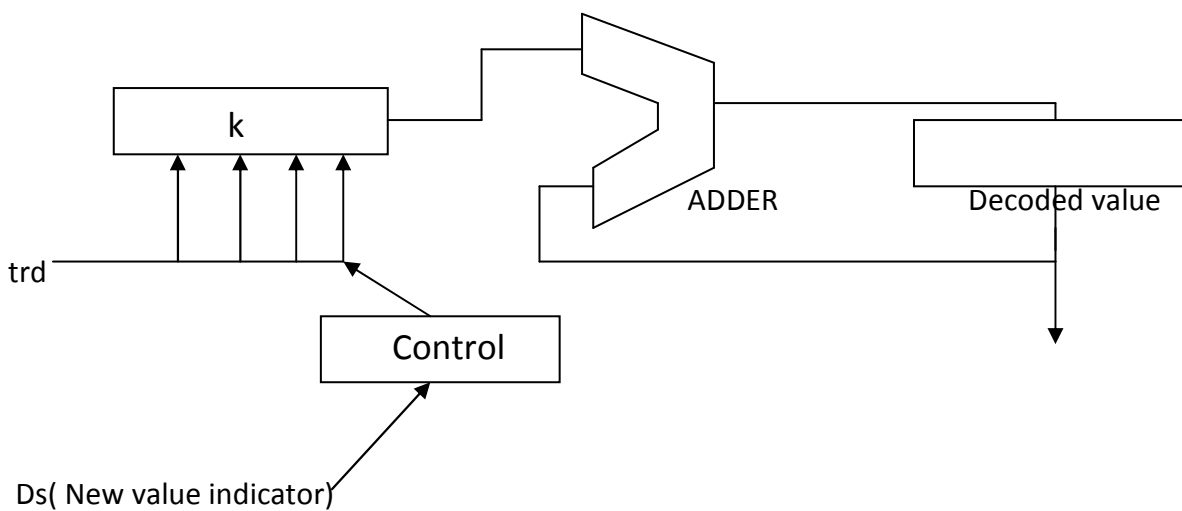 k
ADDER
Decoded value
trd
Control
Ds( New value indicator)